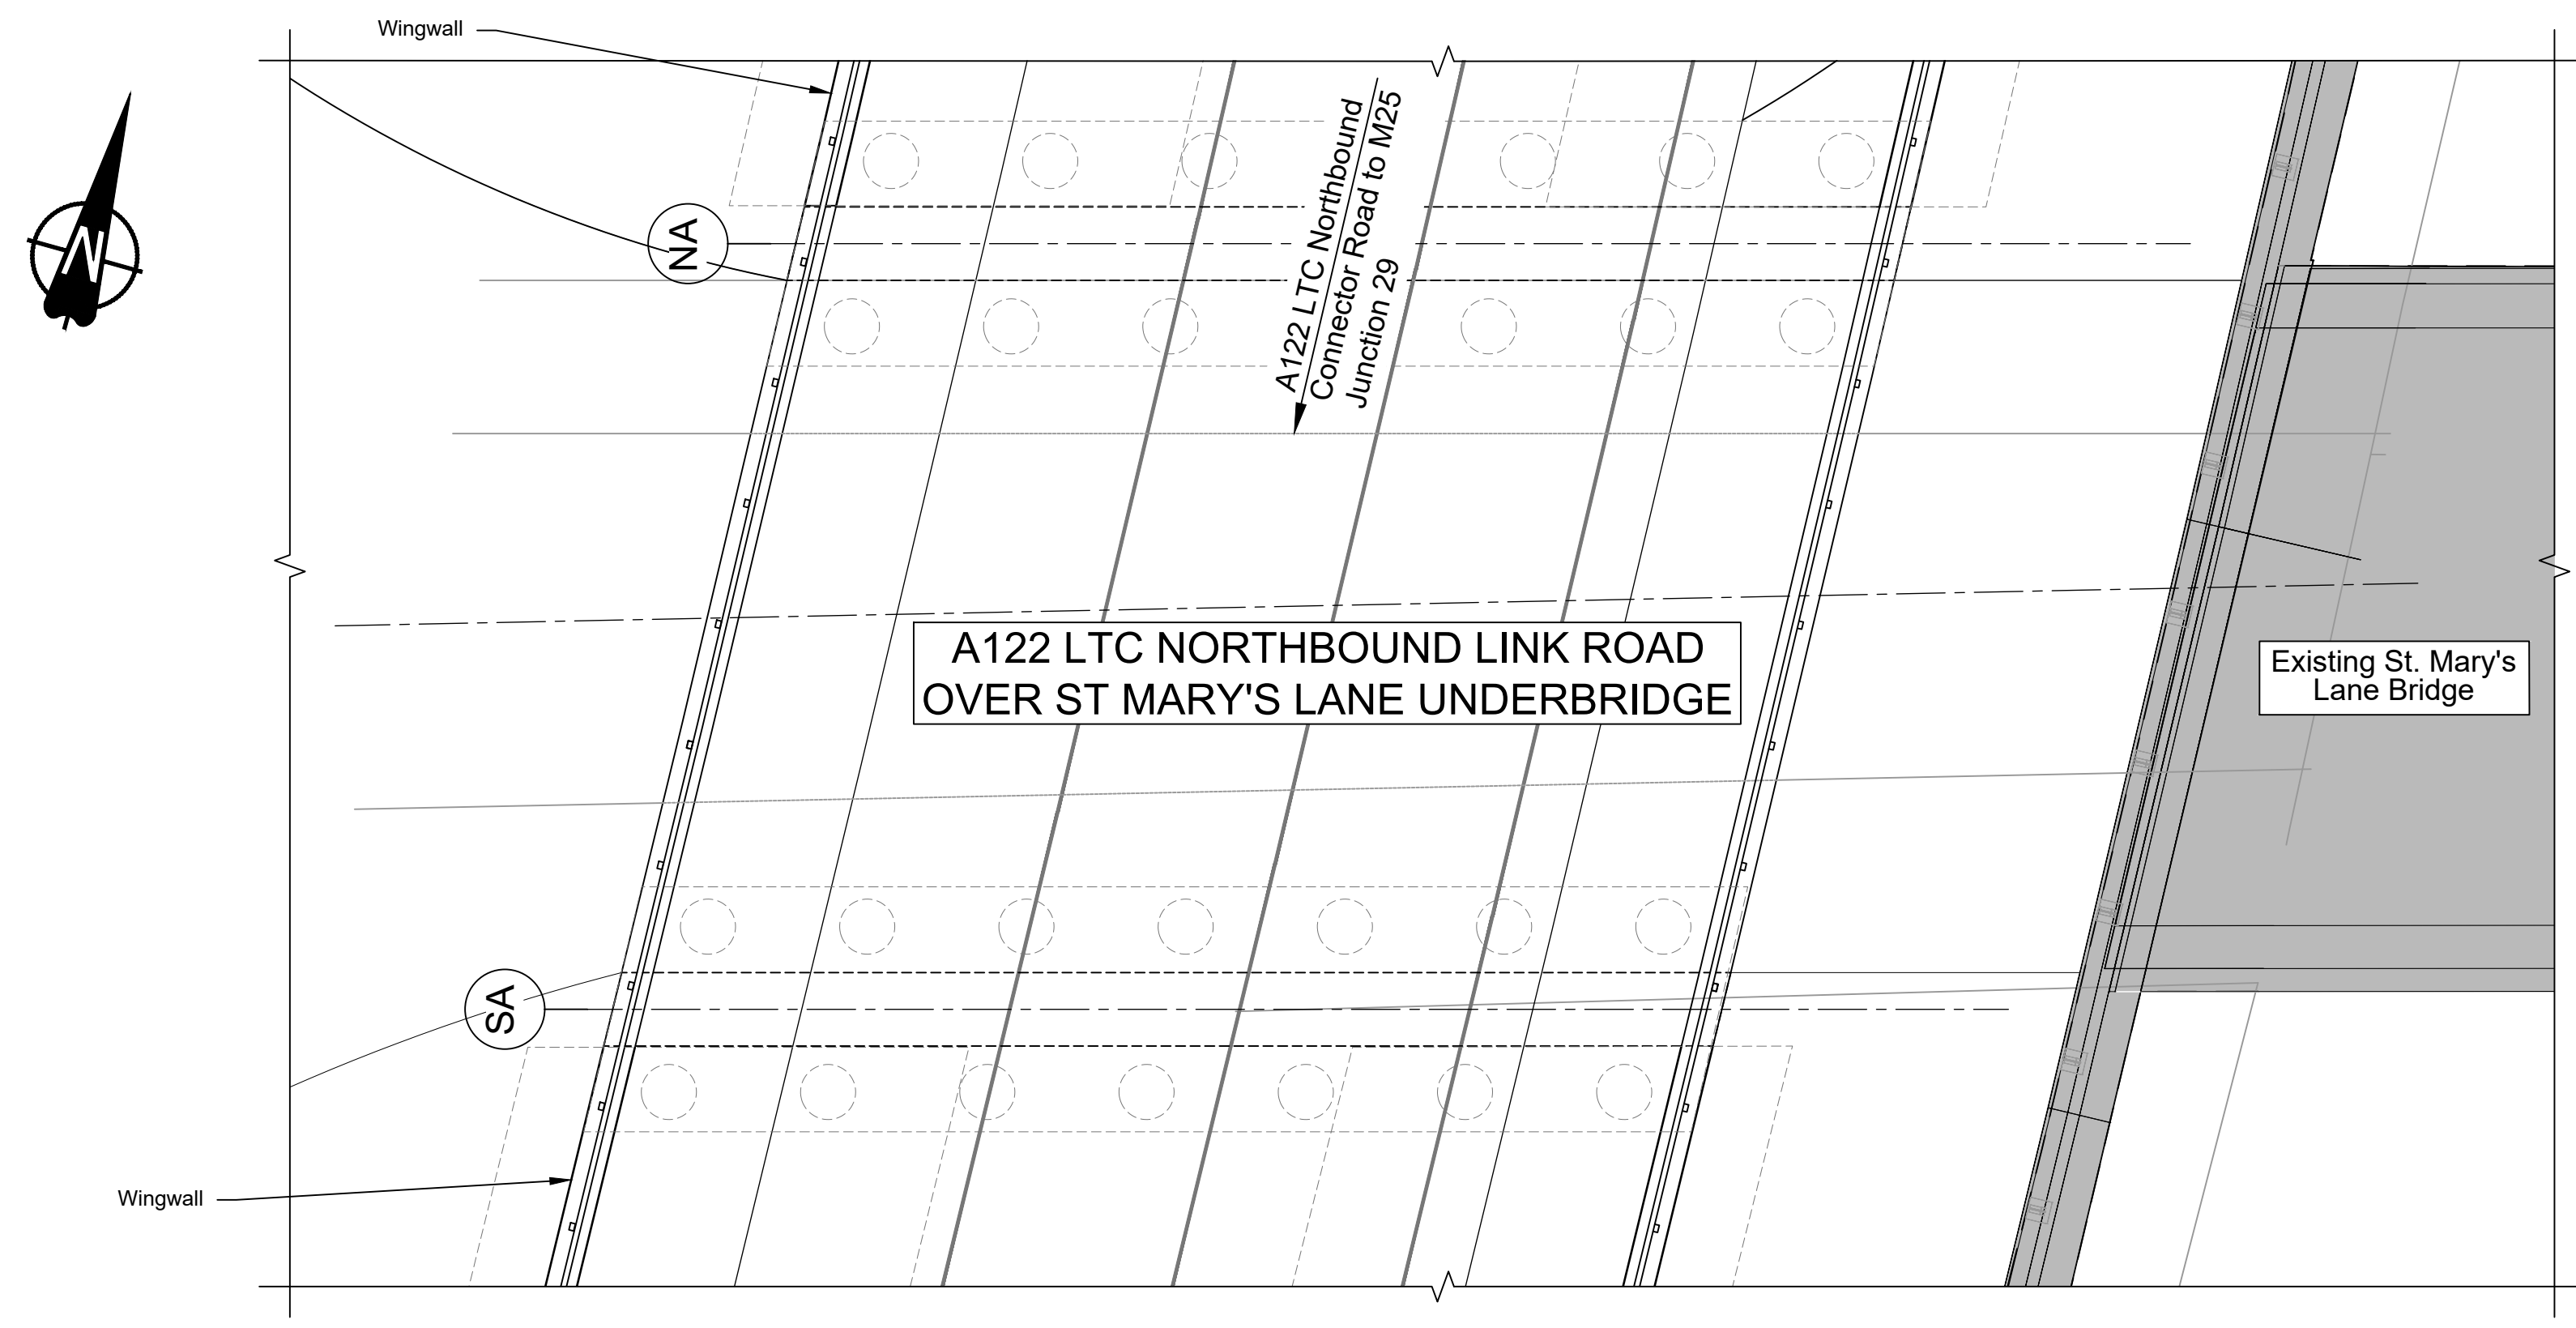 Wingwall
A122 LTC Northbound
Connector Road to M25
Junction 29
N
NA
A122 LTC NORTHBOUND LINK ROAD
OVER ST MARY'S LANE UNDERBRIDGE
Existing St. Mary's
Lane Bridge
SA
Wingwall